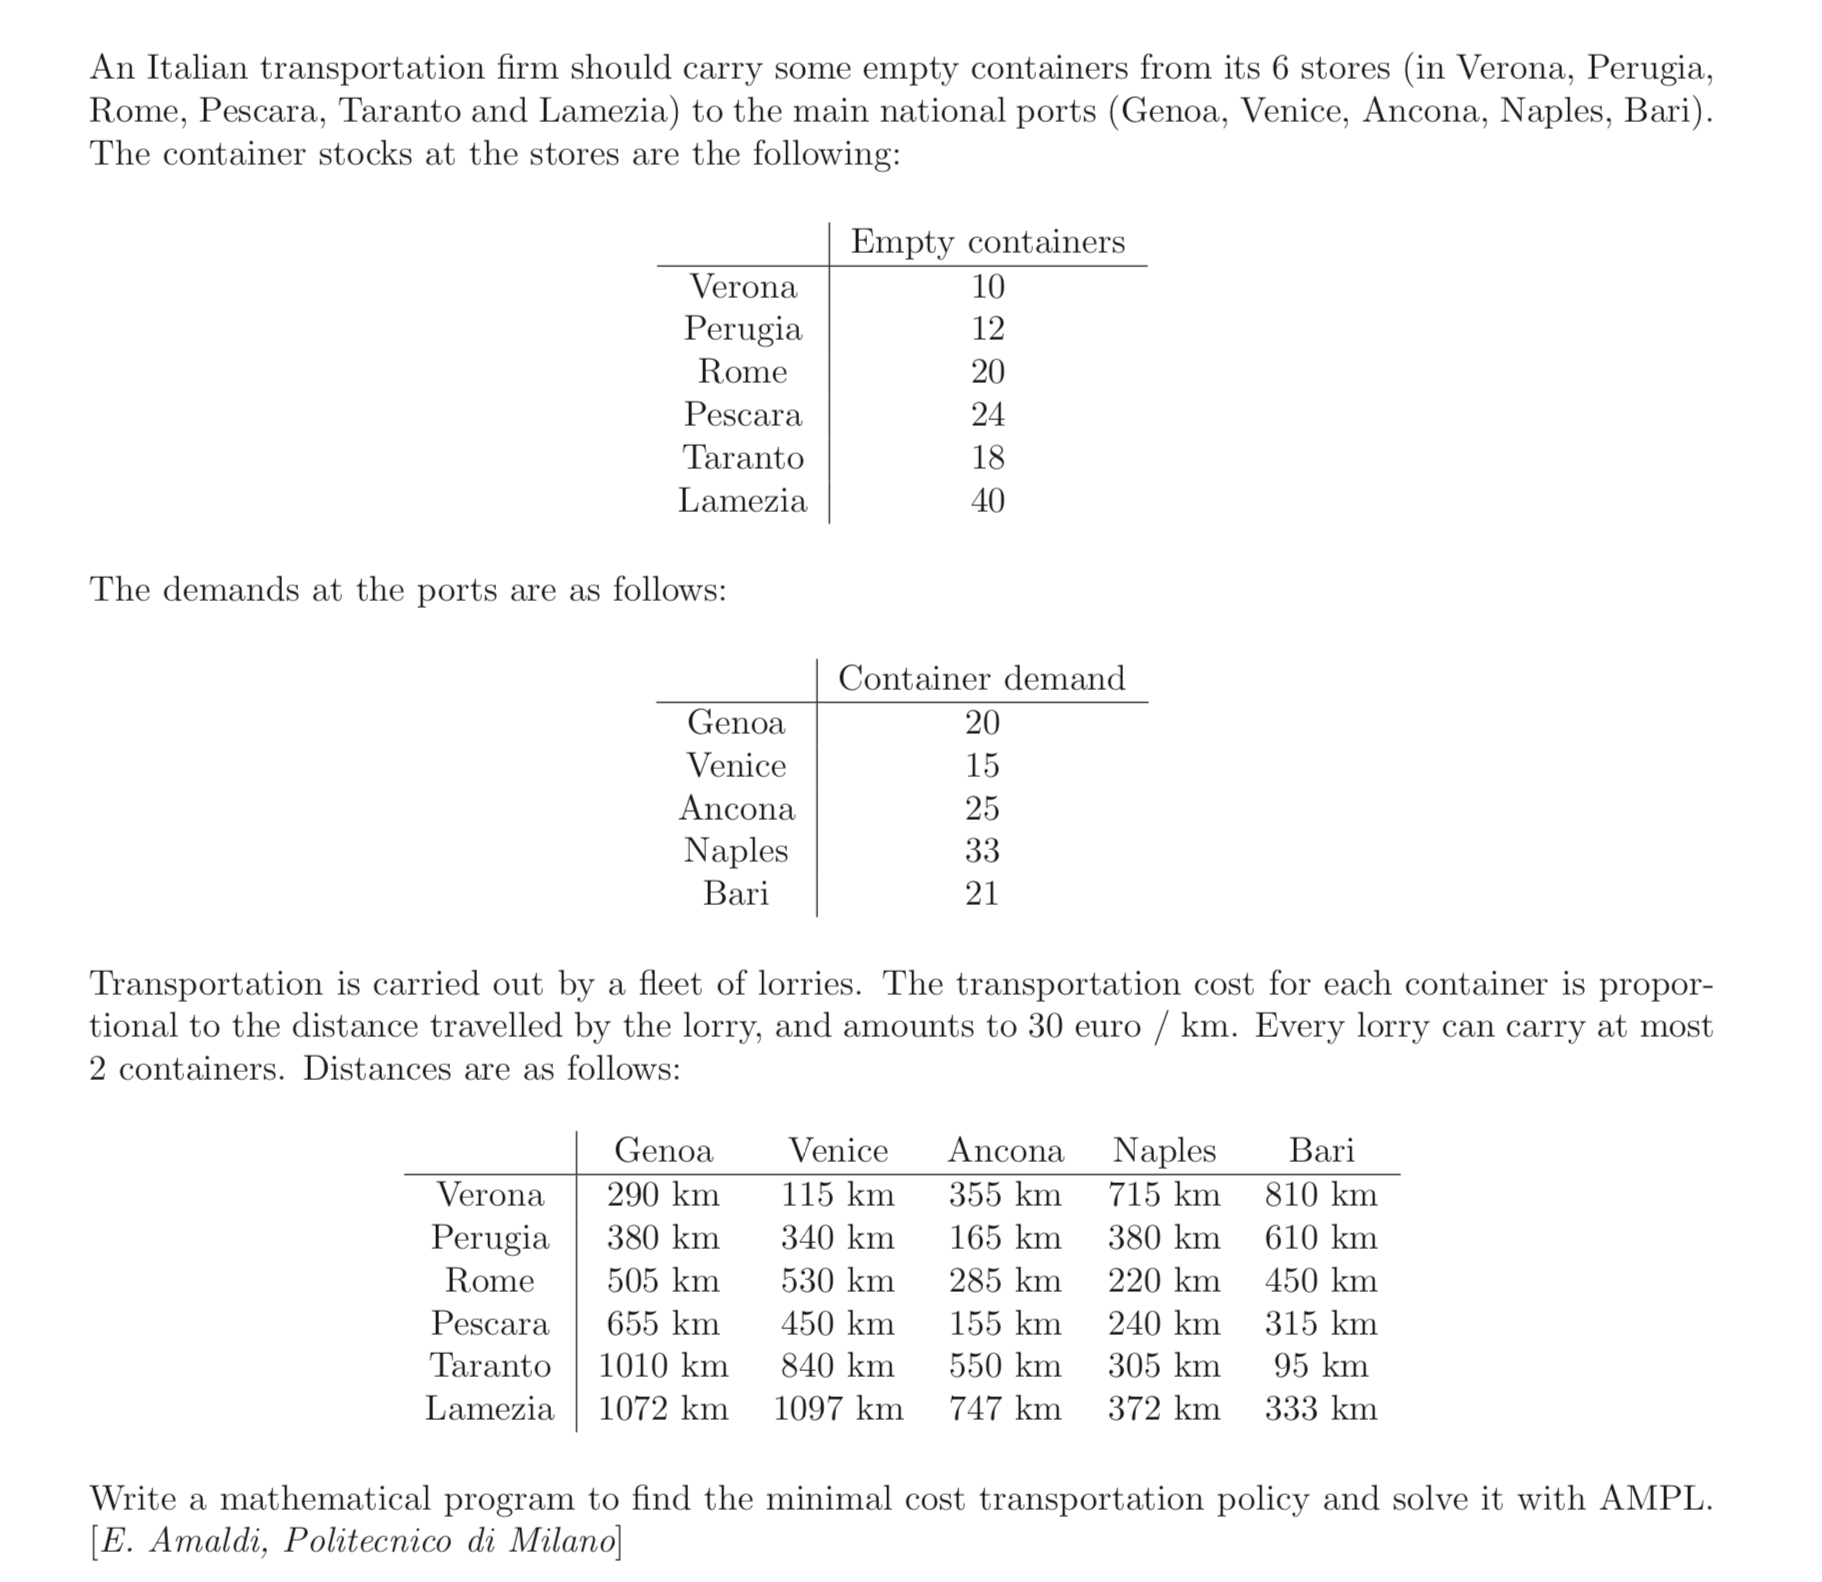 An Italian transportation firm should carry some empty containers from its 6 stores (in Verona, Perugia,
Rome, Pescara, Taranto and Lamezia) to the main national ports (Genoa, Venice, Ancona, Naples, Bari).
The container stocks at the stores are the following:
Empty containers
Verona 10
Perugia 12
Rome 20
Pescara 24
Taranto 18
Lamezia 40
The demands at the ports are as follows:
Container demand
Genoa 20
Venice 15
Ancona 25
Naples 33
Bari 21
Transportation is carried out by a fleet of lorries. The transportation cost for each container is propor-
tional to the distance travelled by the lorry, and amounts to 30 euro / km. Every lorry can carry at most
2 containers. Distances are as follows:
Genoa Venice Ancona Naples Bari
Verona 290 km 115 km 355 km 715 km 810 km
Perugia 380 km 340 km 165 km 380 km 610 km
Rome 505 km 530 km 285 km 220 km 450 km
Pescara 655 km 450 km 155 km 240 km 315 km
Taranto 1010 km 840 km 550 km 305 km 95 km
Lamezia 1072 km 1097 km 747 km 372 km 333 km
Write a mathematical program to find the minimal cost transportation policy and solve it with AMPL.
[E. Amaldi, Politecnico di Milano]